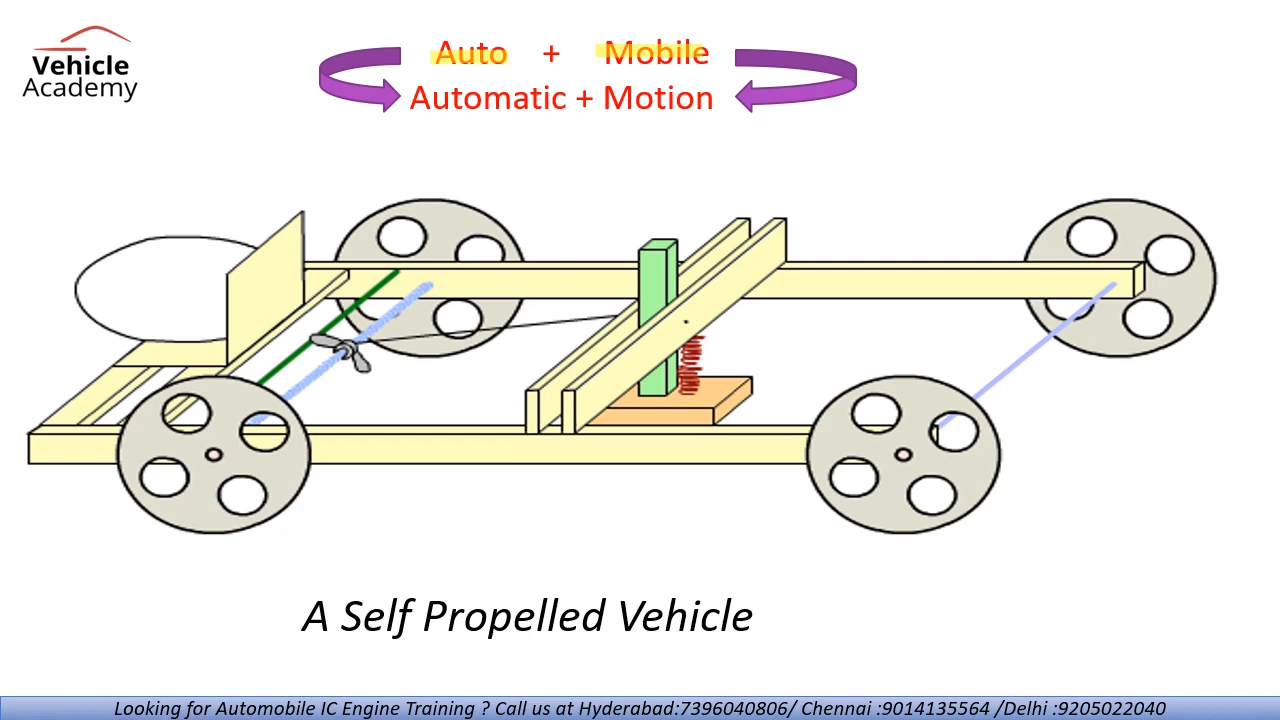 Vehicle
Academy
Auto + Mobile
Automatic + Motion
A Self Propelled Vehicle
Looking for Automobile IC Engine Training ? Call us at Hyderabad:7396040806/ Chennai :9014135564 /Delhi :9205022040